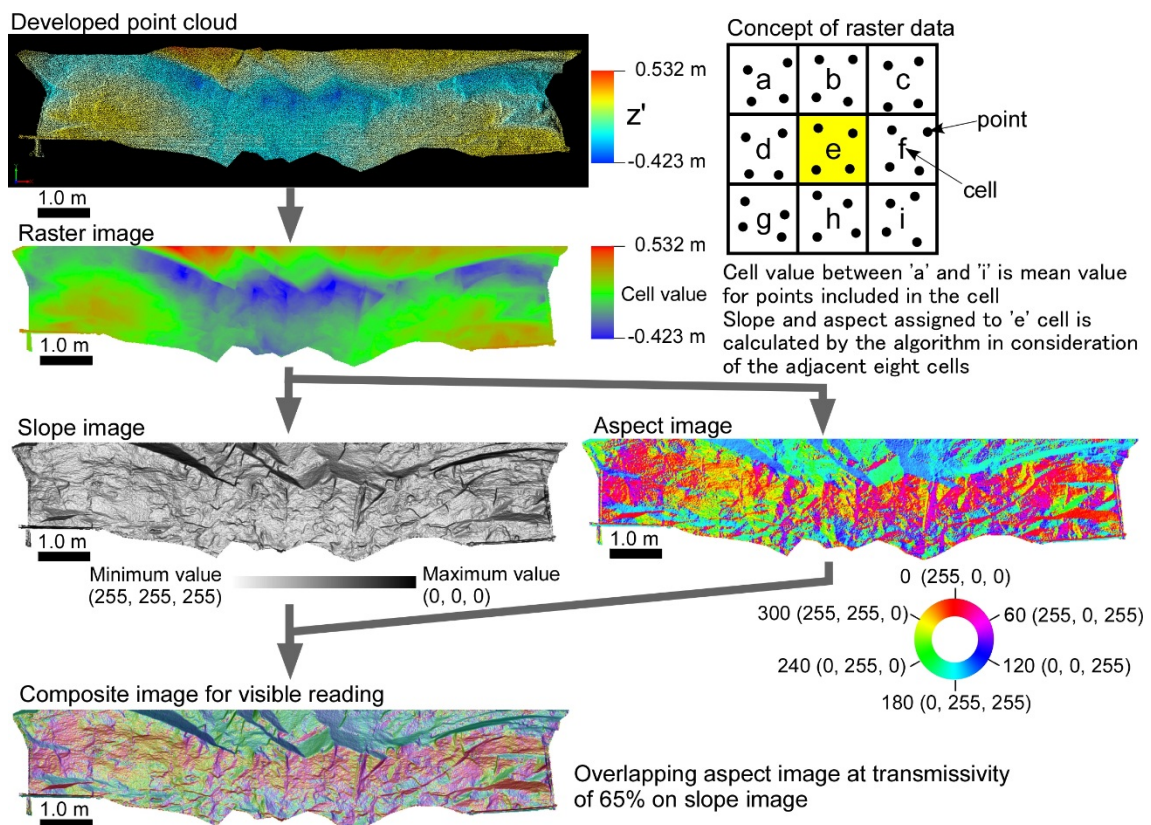 Developed point cloud
0.532 m
z'
-0.423 m
1.0 m
Concept of raster data
a
b
c
d
e
f
g
h
i
point
cell
Cell value between 'a' and 'i' is mean value
for points included in the cell
Slope and aspect assigned to 'e' cell is
calculated by the algorithm in consideration
of the adjacent eight cells
Raster image
0.532 m
Cell value
-0.423 m
1.0 m
Slope image
1.0 m
Minimum value
(255, 255, 255)
Maximum value
(0, 0, 0)
Aspect image
1.0 m
0 (255, 0, 0)
300 (255, 255, 0)
60 (255, 0, 255)
240 (0, 255, 0)
120 (0, 0, 255)
180 (0, 255, 255)
Composite image for visible reading
1.0 m
Overlapping aspect image at transmissivity
of 65% on slope image